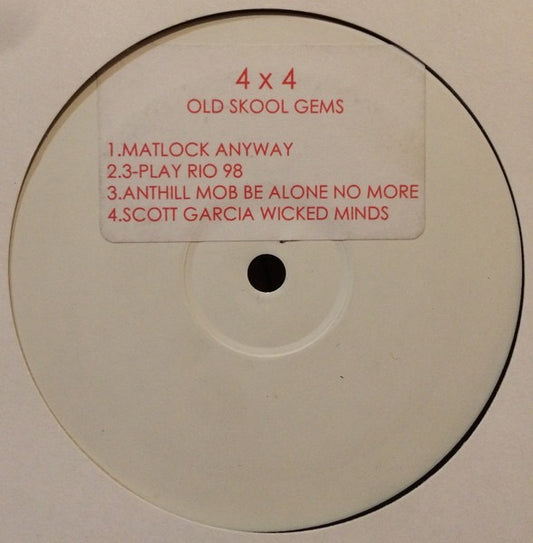 4 x 4
OLD SKOOL GEMS
1.MATLOCK ANYWAY
2.3-PLAY RIO 98
3.ANTHILL MOB BE ALONE NO MORE
4.SCOTT GARCIA WICKED MINDS